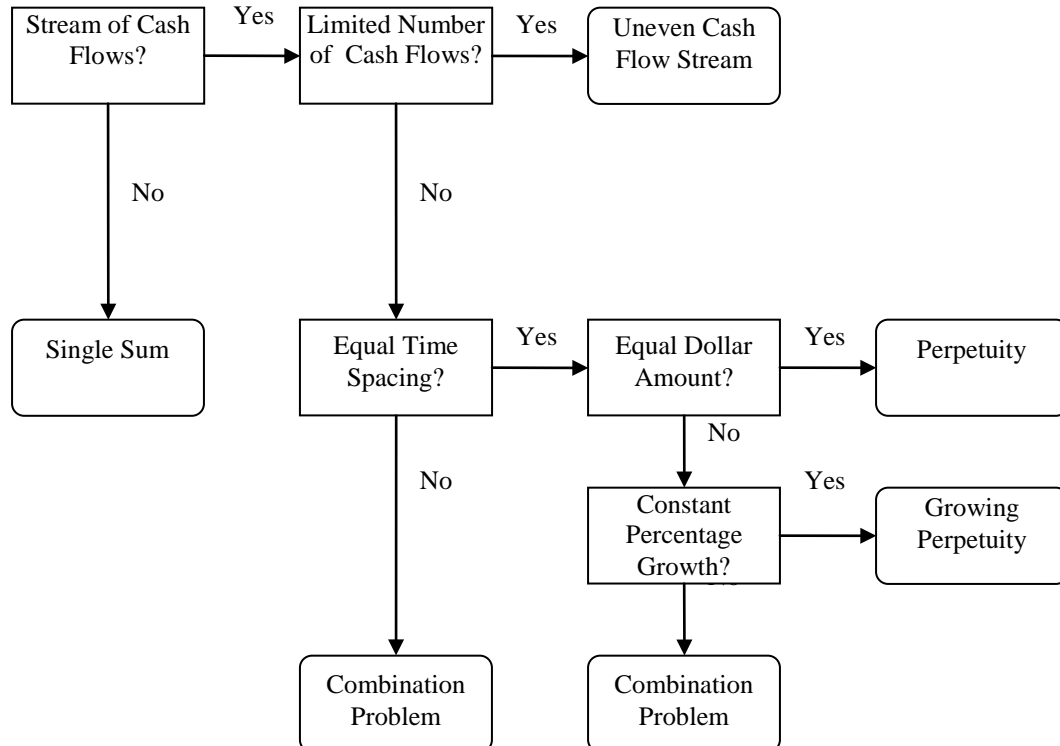 Stream of Cash
Flows?
Yes
Limited Number
of Cash Flows?
Yes
Uneven Cash
Flow Stream
No
No
Single Sum
Equal Time
Spacing?
Yes
Equal Dollar
Amount?
Yes
Perpetuity
No
No
Constant
Percentage
Growth?
Yes
Growing
Perpetuity
Combination
Problem
Combination
Problem